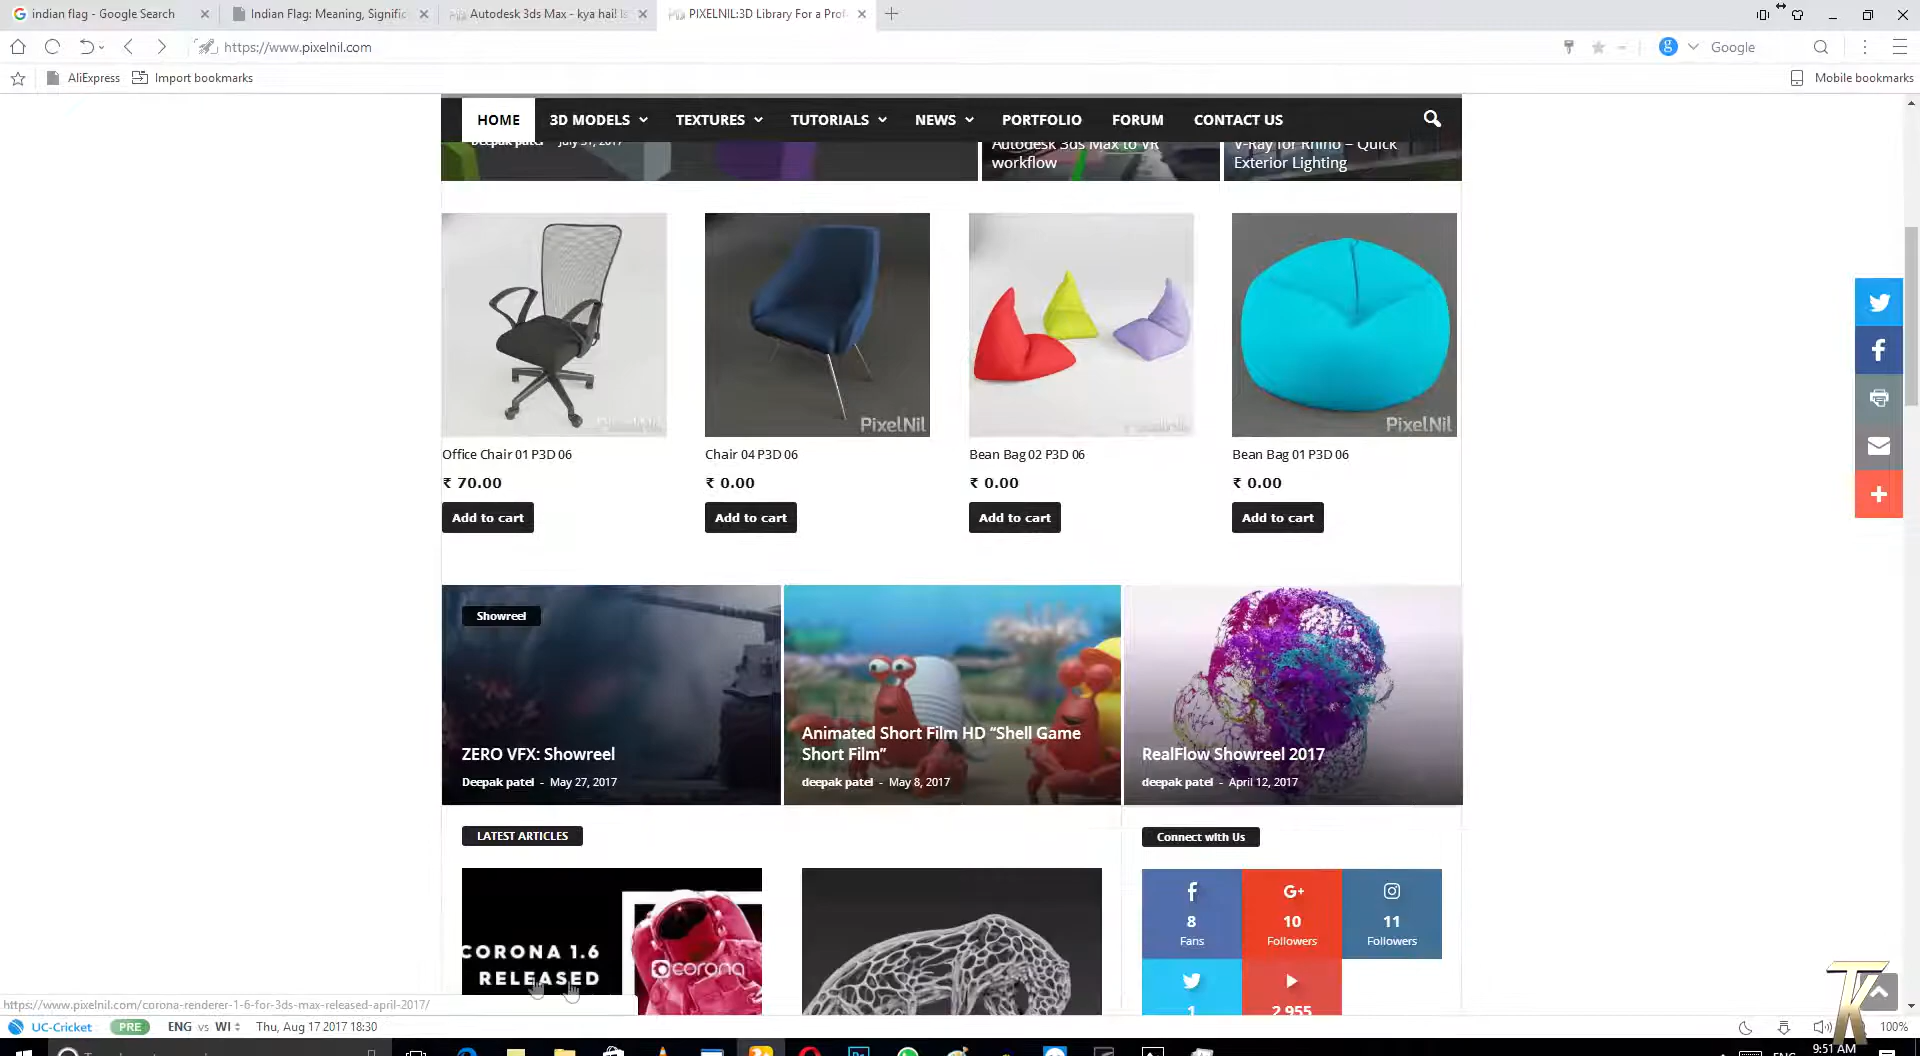 indian flag - Google Search
Indian Flag: Meaning, Signific
Autodesk 3ds Max - kya hai! Is
PIXELNIL:3D Library For a Prof
https://www.pixelnil.com
Google
AliExpress
Import bookmarks
Mobile bookmarks
HOME
3D MODELS
TEXTURES
TUTORIALS
NEWS
PORTFOLIO
FORUM
CONTACT US
Deepak patel - July 31, 2017
Autodesk 3ds Max to VR
workflow
V-Ray for Rhino – Quick
Exterior Lighting
PixelNil
PixelNil
PixelNil
PixelNil
Office Chair 01 P3D 06
Chair 04 P3D 06
Bean Bag 02 P3D 06
Bean Bag 01 P3D 06
₹ 70.00
₹ 0.00
₹ 0.00
₹ 0.00
Add to cart
Add to cart
Add to cart
Add to cart
Showreel
ZERO VFX: Showreel
Deepak patel - May 27, 2017
Animated Short Film HD “Shell Game
Short Film”
deepak patel - May 8, 2017
RealFlow Showreel 2017
deepak patel - April 12, 2017
LATEST ARTICLES
Connect with Us
CORONA 1.6
RELEASED
corona
8
Fans
10
Followers
11
Followers
1
2,955
https://www.pixelnil.com/corona-renderer-1-6-for-3ds-max-released-april-2017/
UC-Cricket
PRE
ENG vs WI
Thu, Aug 17 2017 18:30
100%
TK
9:51 AM
ENG